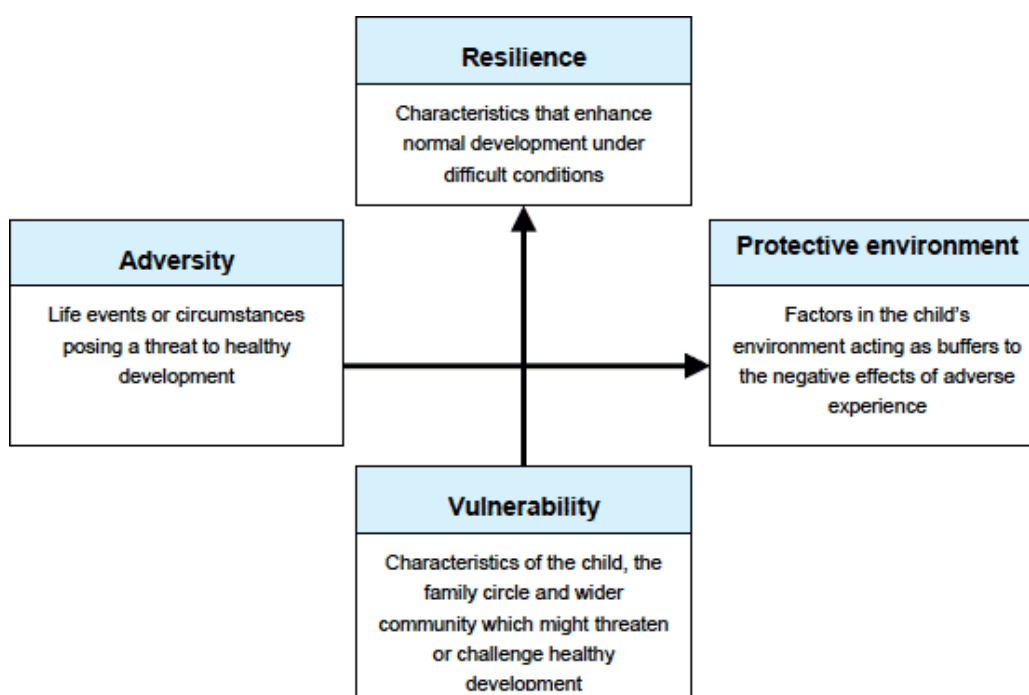 Resilience
Characteristics that enhance
normal development under
difficult conditions
Adversity
Life events or circumstances
posing a threat to healthy
development
Protective environment
Factors in the child's
environment acting as buffers to
the negative effects of adverse
experience
Vulnerability
Characteristics of the child, the
family circle and wider
community which might threaten
or challenge healthy
development